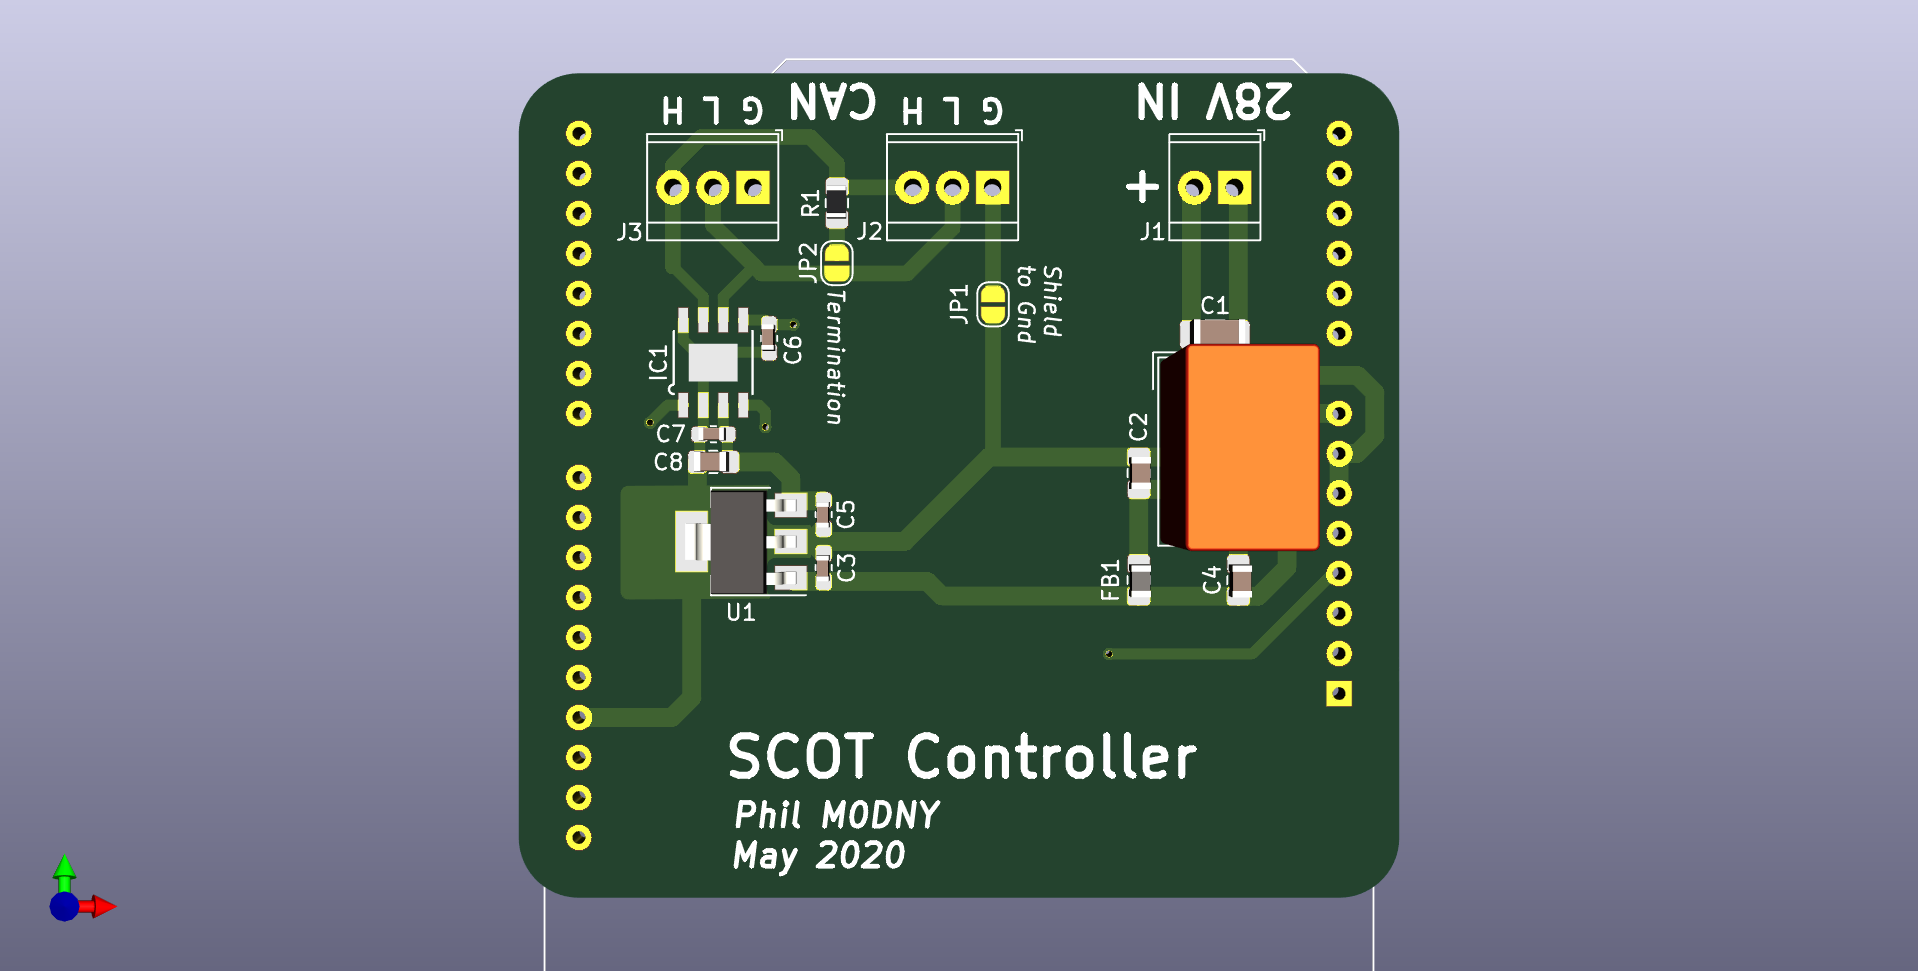 H L G
CAN
H L G
28V IN
+
J3
R1
J2
J1
JP2
JP1
Shield
to Gnd
Termination
C1
IC1
C6
C7
C8
C2
C5
C3
U1
FB1
C4
SCOT Controller
Phil M0DNY
May 2020